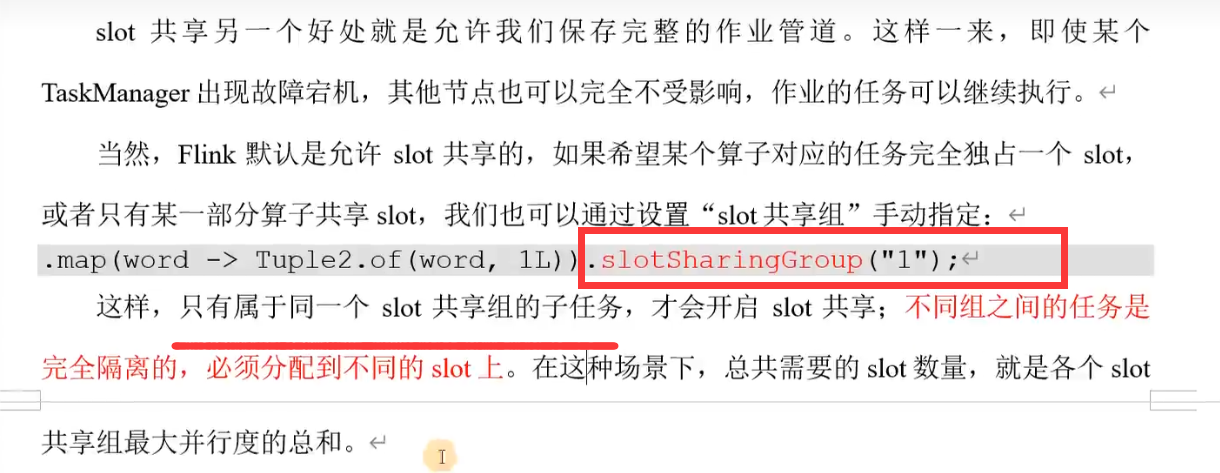 slot 共享另一个好处就是允许我们保存完整的作业管道。这样一来，即使某个
TaskManager 出现故障宕机，其他节点也可以完全不受影响，作业的任务可以继续执行。↵
当然，Flink 默认是允许 slot 共享的，如果希望某个算子对应的任务完全独占一个 slot，
或者只有某一部分算子共享 slot，我们也可以通过设置“slot 共享组”手动指定：↵
.map(word -> Tuple2.of(word, 1L)).slotSharingGroup("1");↵
这样，只有属于同一个 slot 共享组的子任务，才会开启 slot 共享；不同组之间的任务是
完全隔离的，必须分配到不同的 slot 上。在这种场景下，总共需要的 slot 数量，就是各个 slot
共享组最大并行度的总和。↵